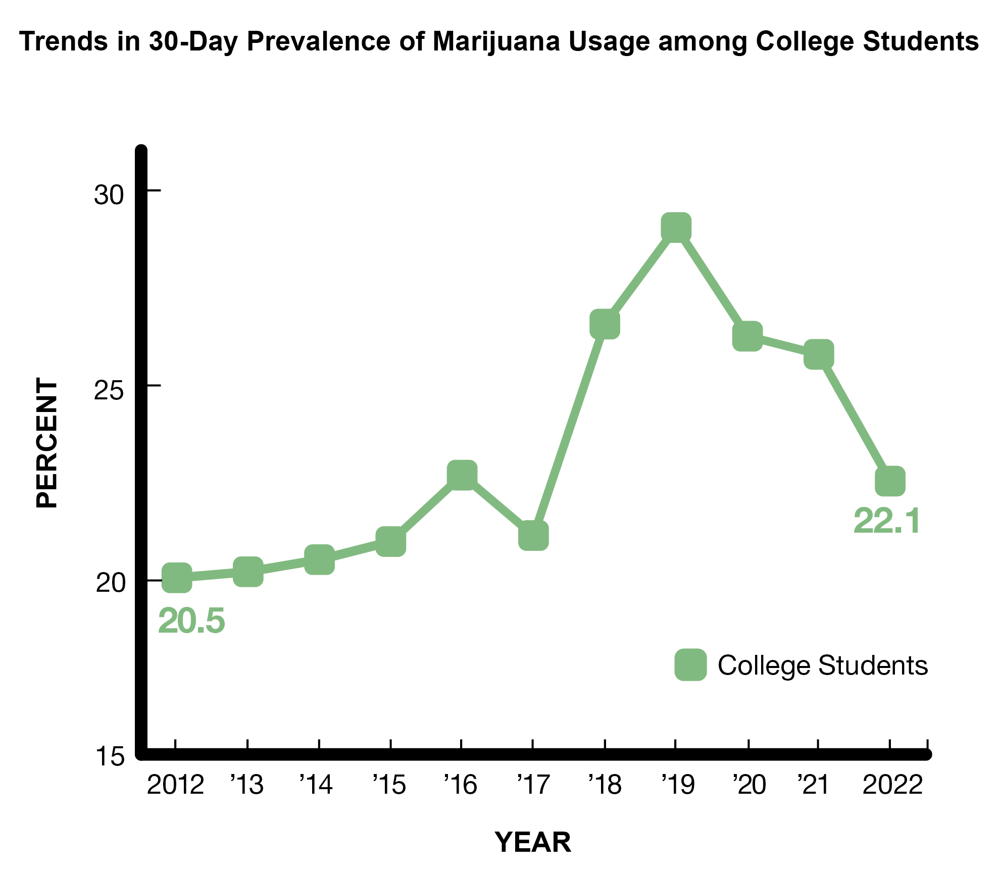 Trends in 30-Day Prevalence of Marijuana Usage among College Students
30
25
20
15
PERCENT
20.5
22.1
College Students
2012 ’13 ’14 ’15 ’16 ’17 ’18 ’19 ’20 ’21 2022
YEAR